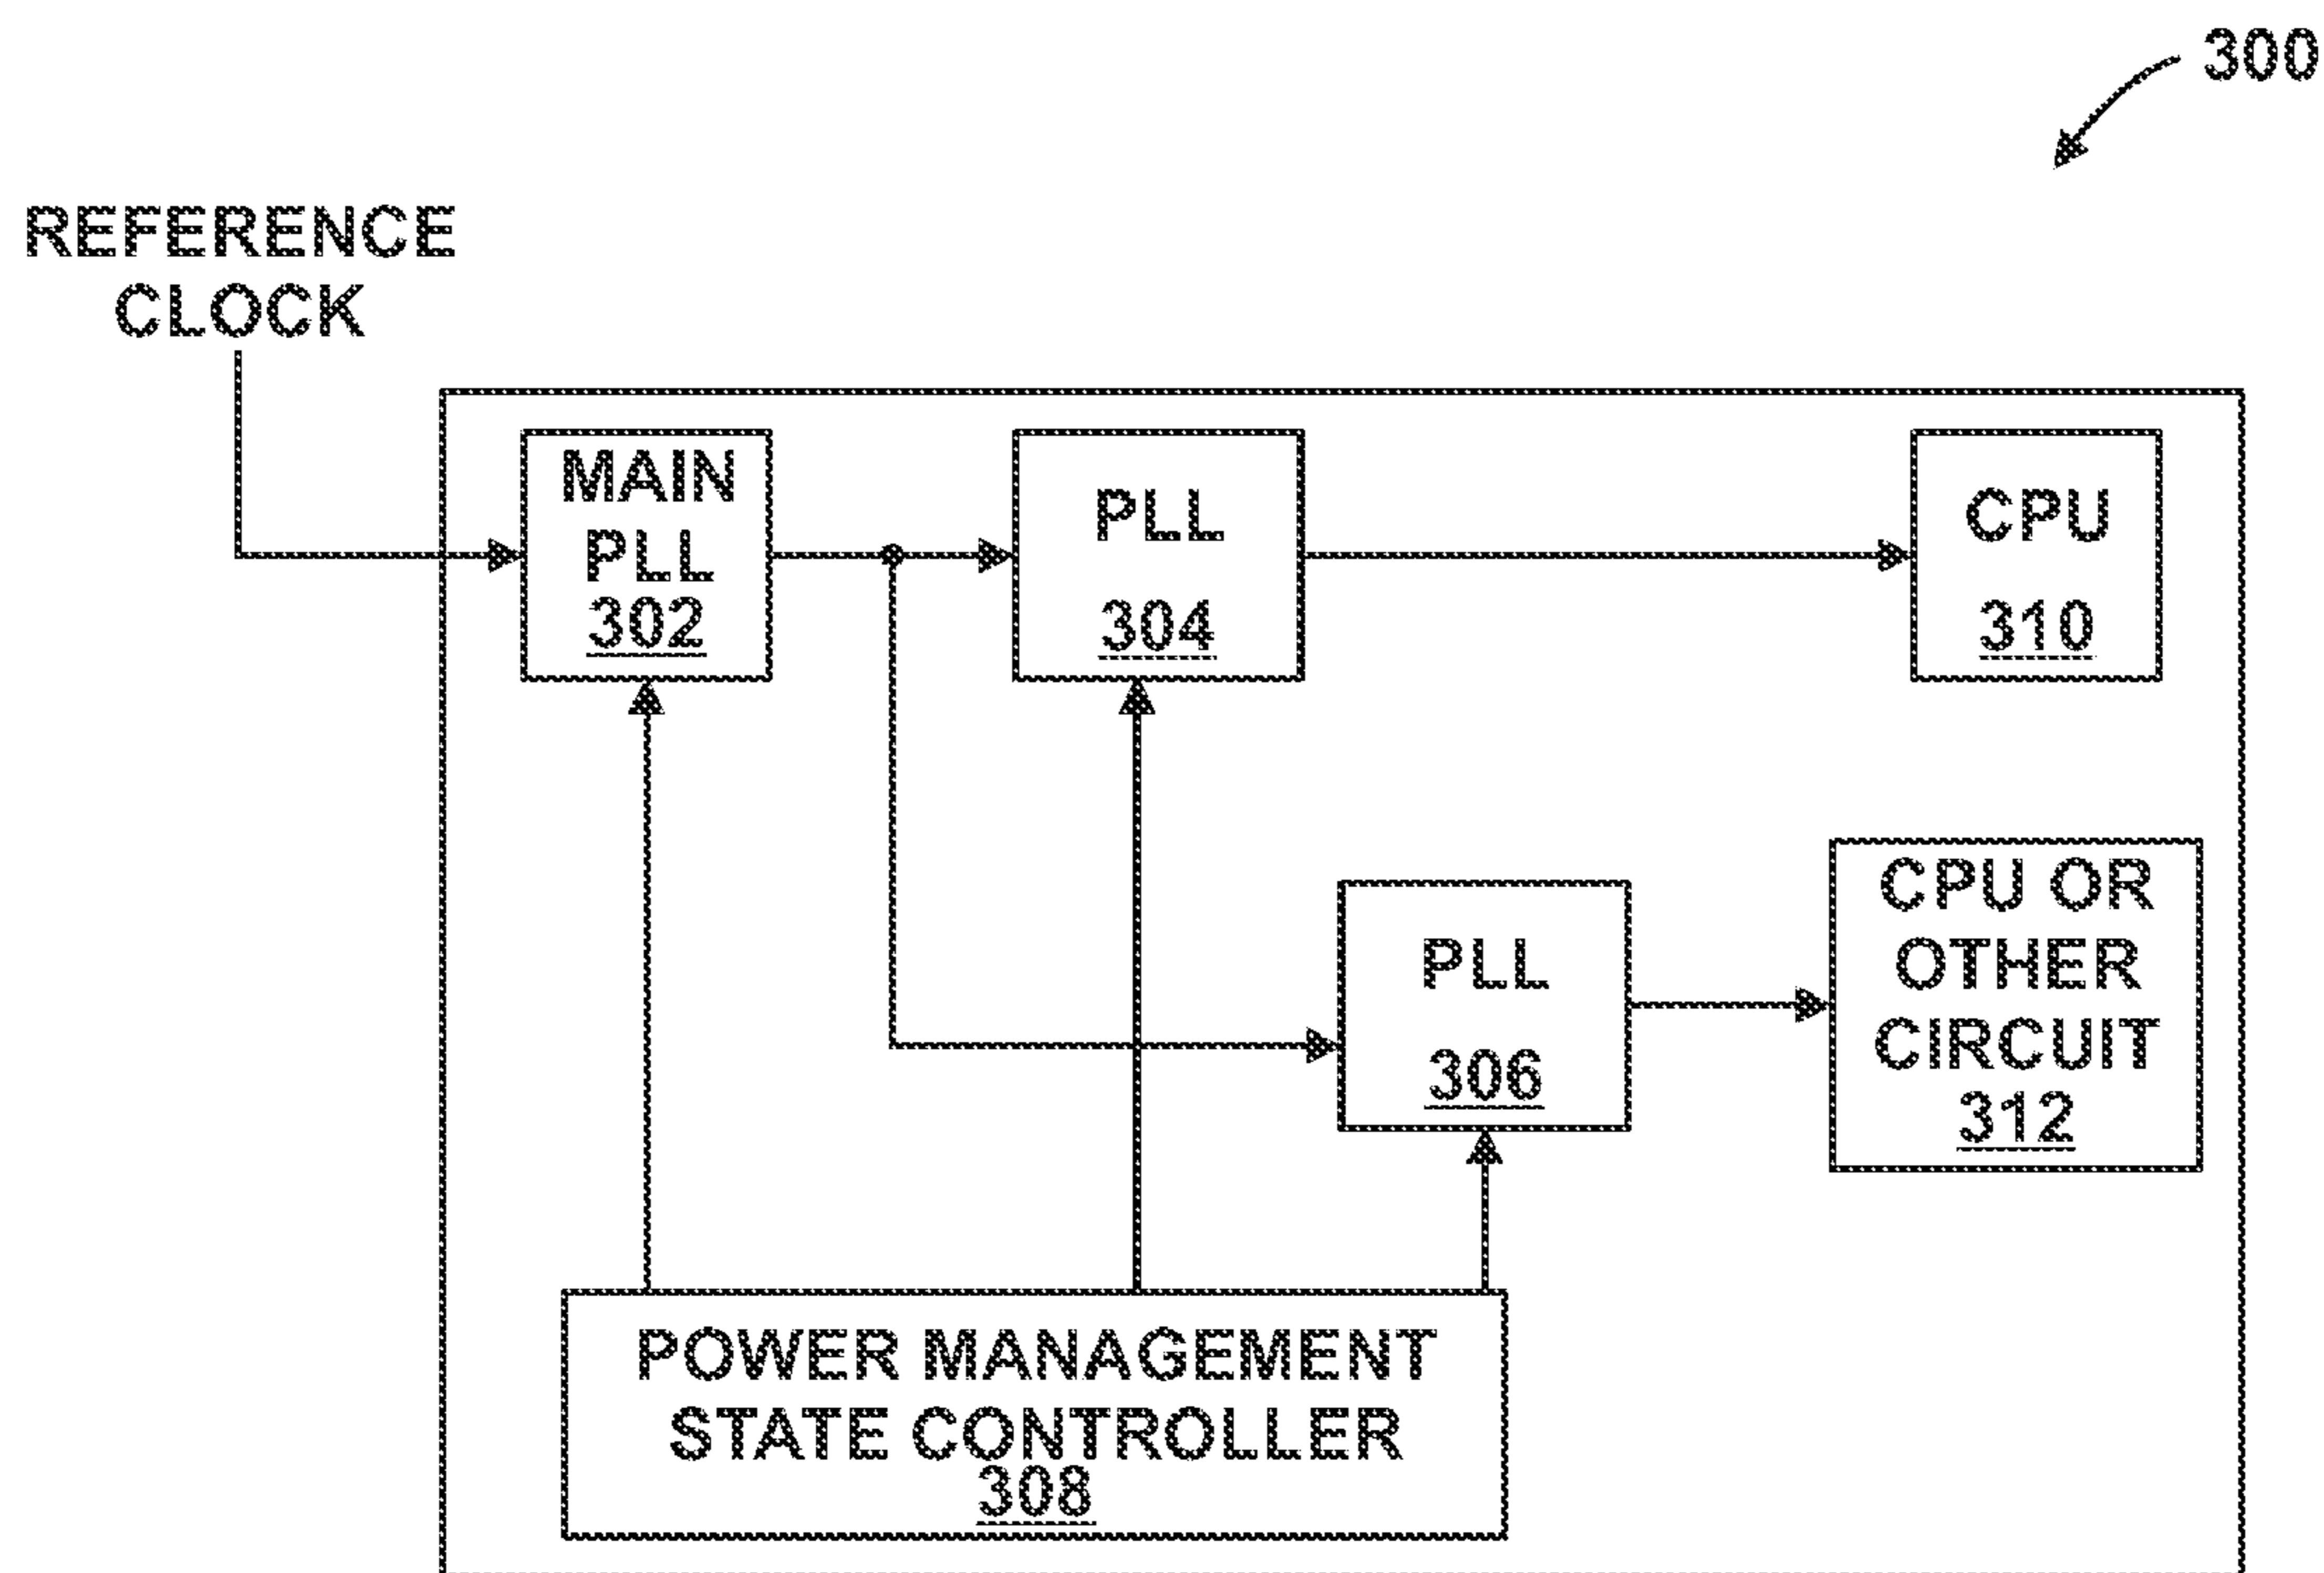 300
REFERENCE
CLOCK
MAIN
PLL
302
PLL
304
CPU
310
PLL
306
CPU OR
OTHER
CIRCUIT
312
POWER MANAGEMENT
STATE CONTROLLER
308